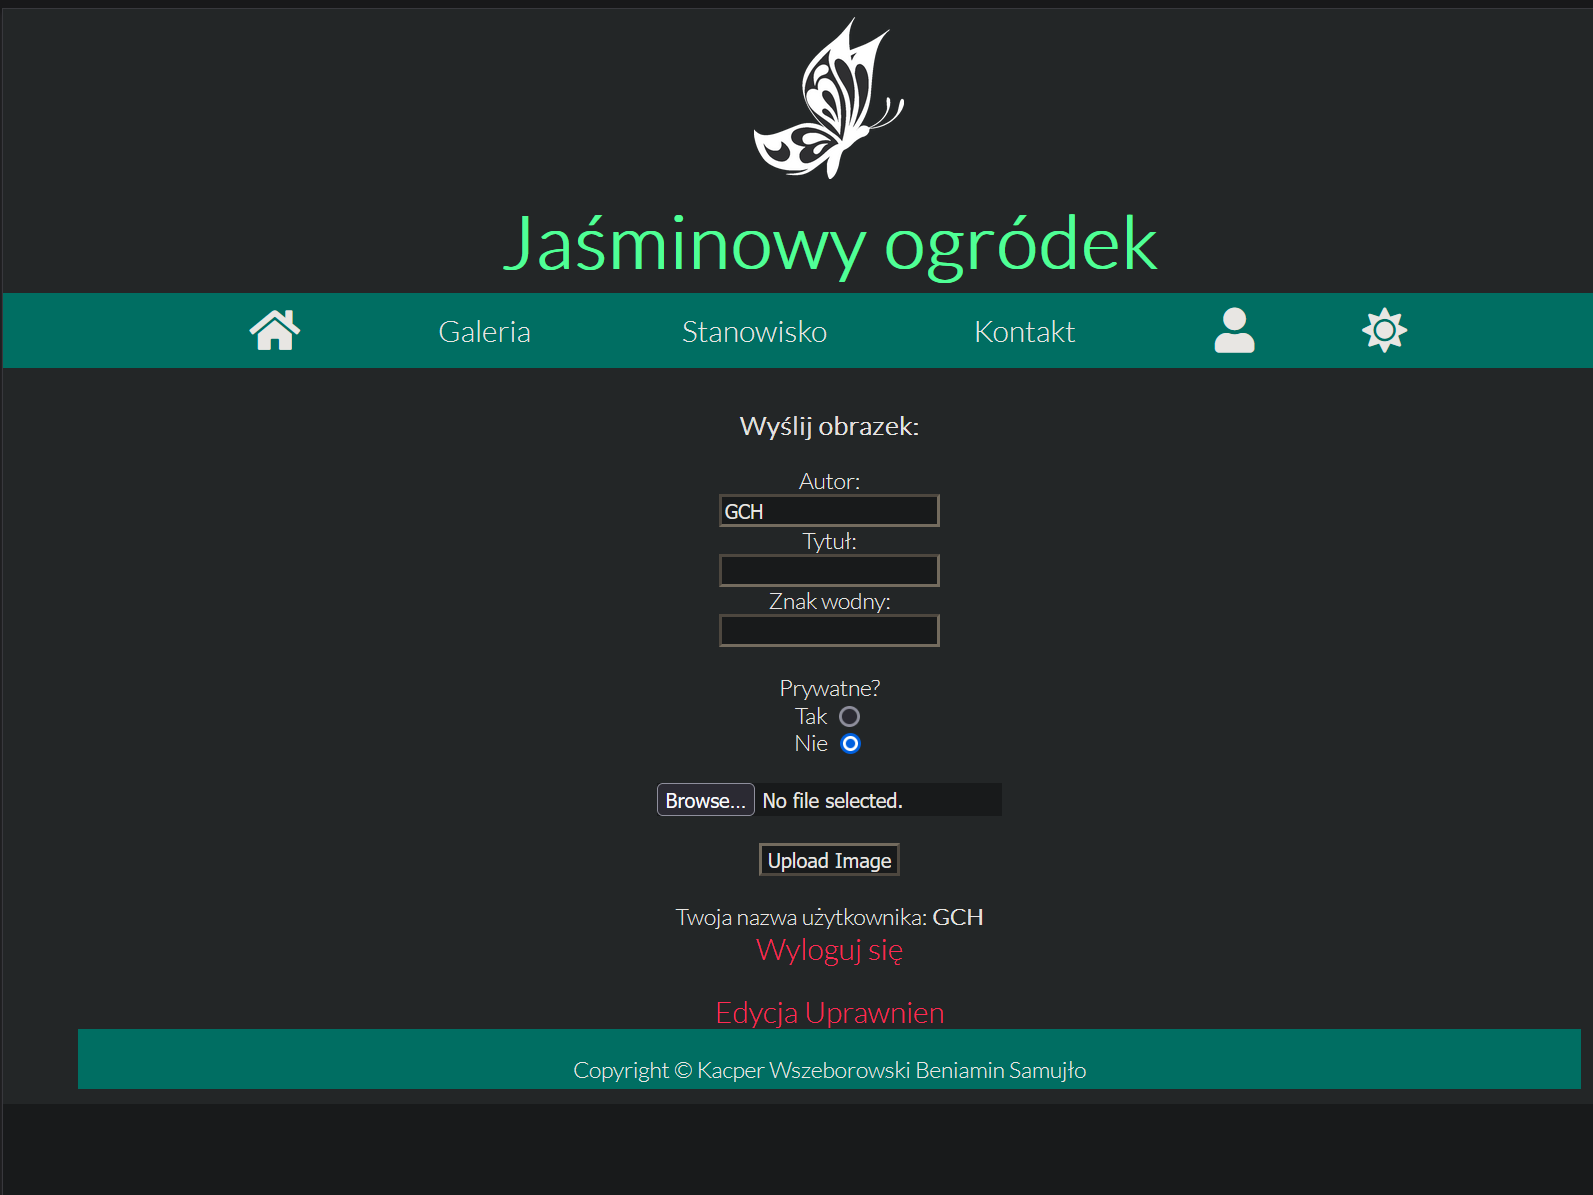 Jaśminowy ogródek
Galeria Stanowisko Kontakt
Wyślij obrazek:
Autor:
GCH
Tytuł:
Znak wodny:
Prywatne?
Tak
Nie
Browse... No file selected.
Upload Image
Twoja nazwa użytkownika: GCH
Wyloguj się
Edycja Uprawnien
Copyright © Kacper Wszeborowski Beniamin Samujło